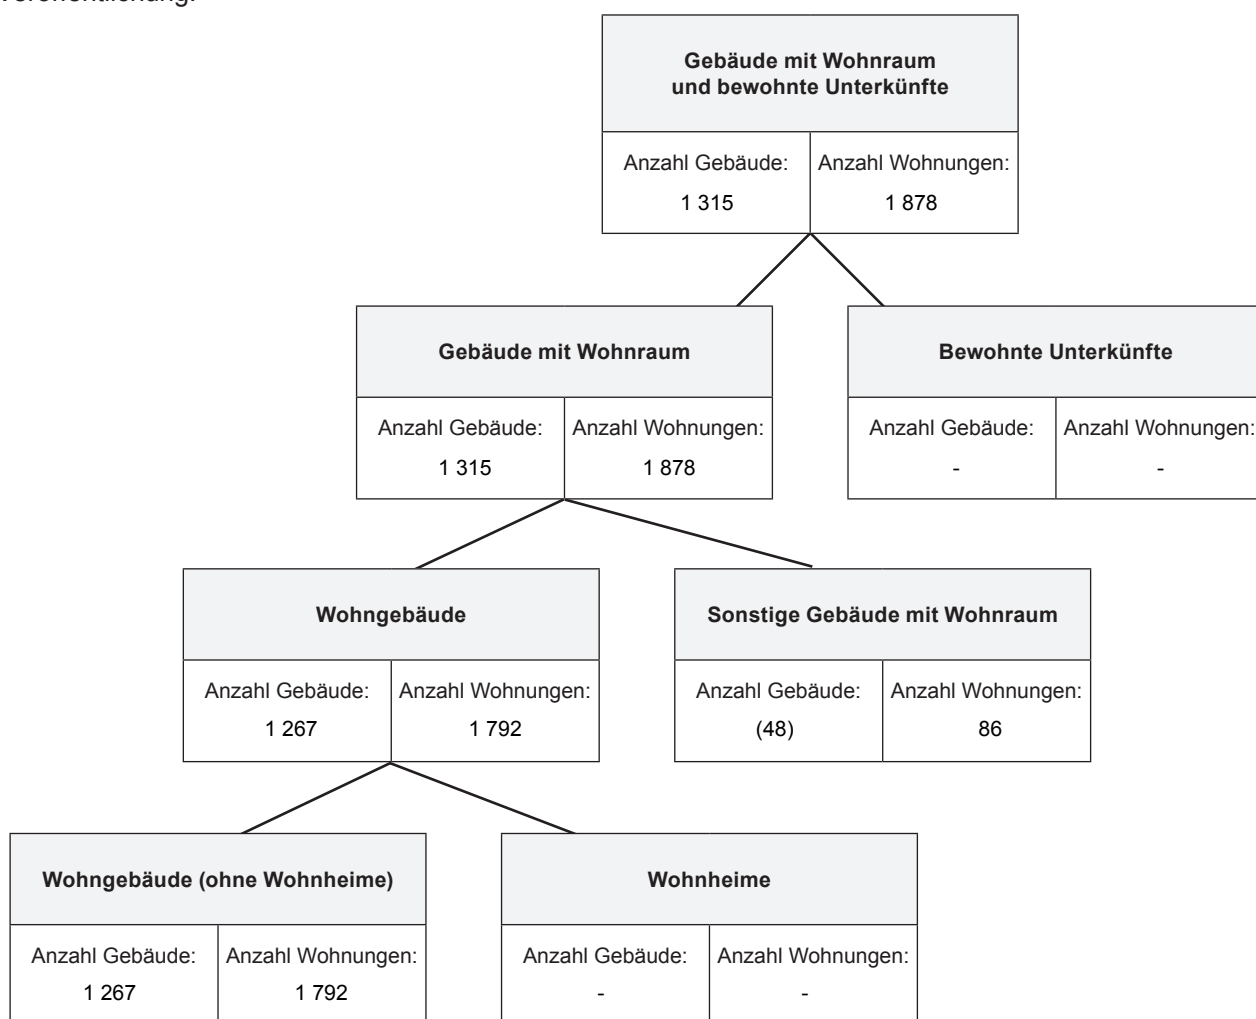 Veröffentlichung.
Gebäude mit Wohnraum
und bewohnte Unterkünfte
Anzahl Gebäude: Anzahl Wohnungen:
1 315 1 878
Gebäude mit Wohnraum Bewohnte Unterkünfte
Anzahl Gebäude: Anzahl Wohnungen: Anzahl Gebäude: Anzahl Wohnungen:
1 315 1 878 - -
Wohngebäude Sonstige Gebäude mit Wohnraum
Anzahl Gebäude: Anzahl Wohnungen: Anzahl Gebäude: Anzahl Wohnungen:
1 267 1 792 (48) 86
Wohngebäude (ohne Wohnheime) Wohnheime
Anzahl Gebäude: Anzahl Wohnungen: Anzahl Gebäude: Anzahl Wohnungen:
1 267 1 792 - -